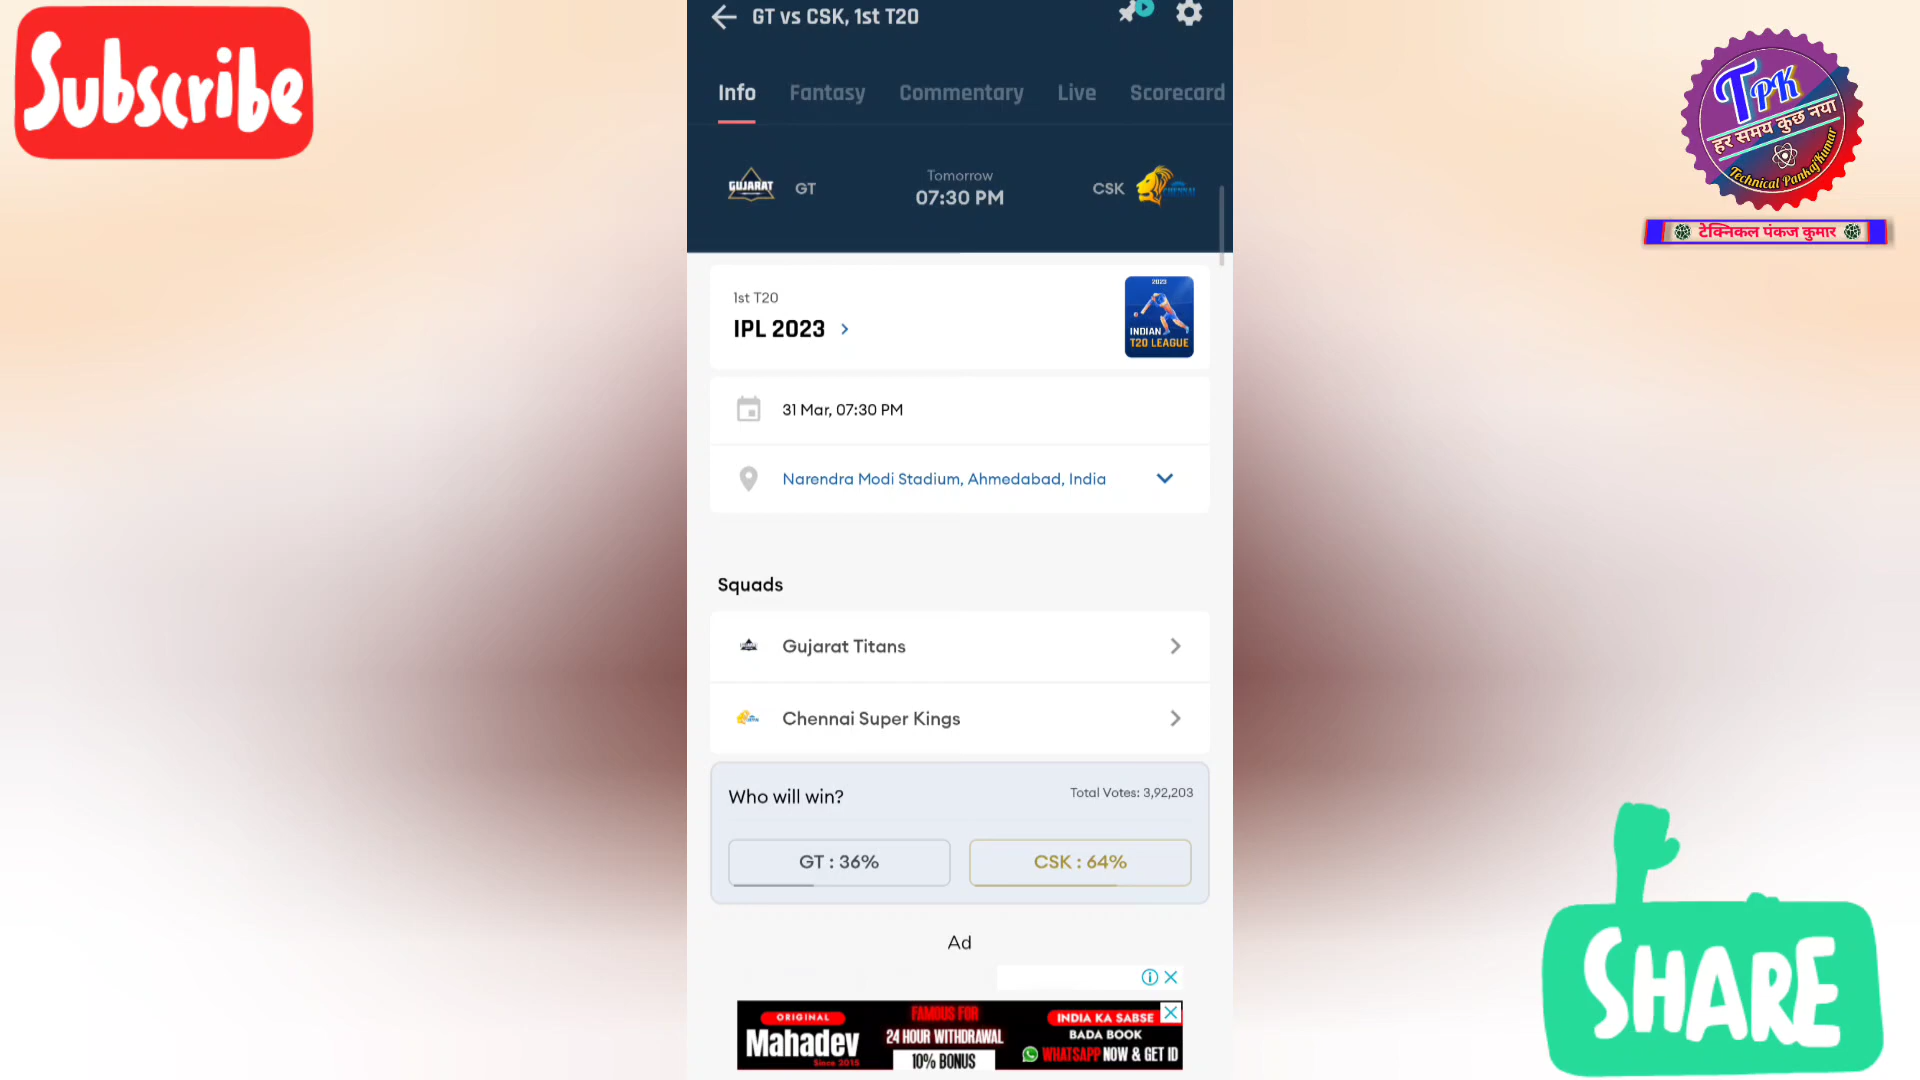 Subscribe
GT vs CSK, 1st T20
Info Fantasy Commentary Live Scorecard
GUJARAT GT
Tomorrow
07:30 PM
CSK CHENNAI
1st T20
IPL 2023
2023
INDIAN
T20 LEAGUE
31 Mar, 07:30 PM
Narendra Modi Stadium, Ahmedabad, India
Squads
Gujarat Titans
Chennai Super Kings
Who will win?
Total Votes: 3,92,203
GT : 36%
CSK : 64%
Ad
ORIGINAL
Mahadev
Since 2015
FAMOUS FOR
24 HOUR WITHDRAWAL
10% BONUS
INDIA KA SABSE
BADA BOOK
WHATSAPP NOW & GET ID
TPK
हर समय कुछ नया
Technical PankajKumar
टेक्निकल पंकज कुमार
SHARE